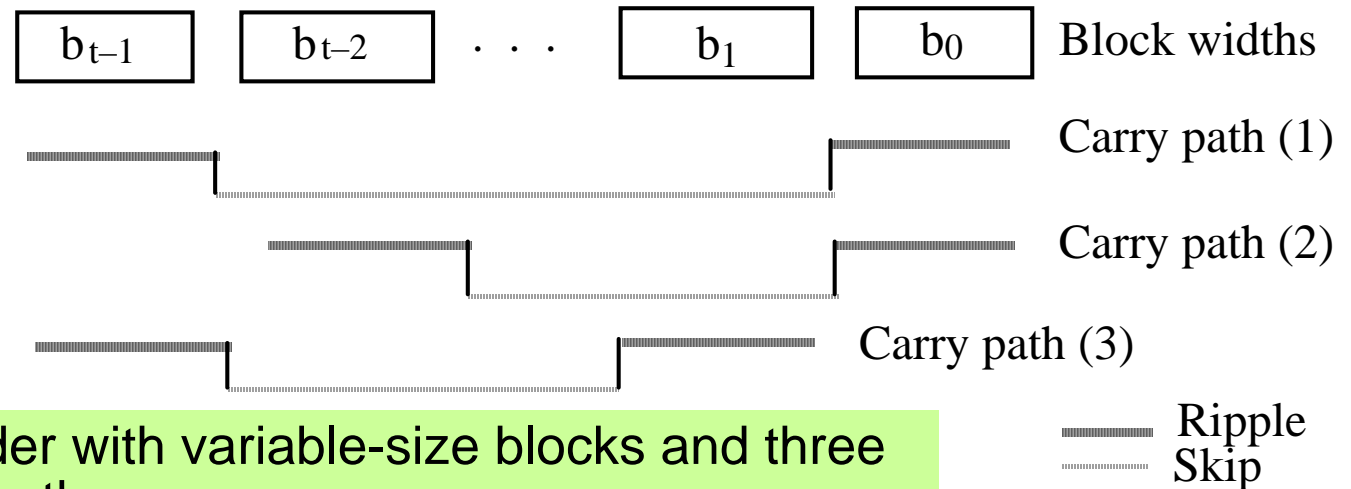 b t–1 b t–2 . . . b1 b0 Block widths
Carry path (1)
Carry path (2)
Carry path (3)
der with variable-size blocks and three
Ripple
Skip